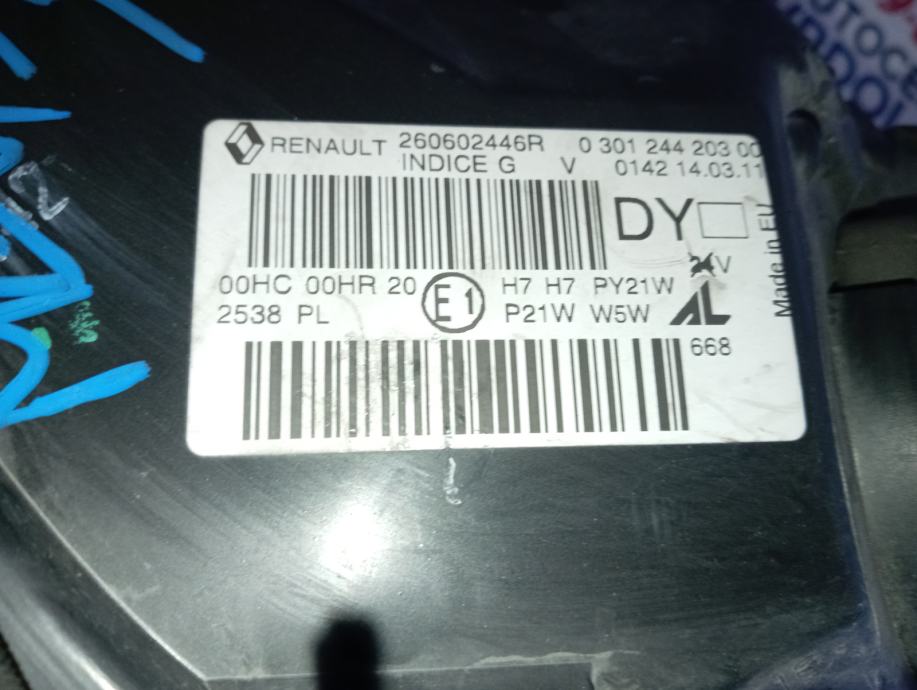 RENAULT 260602446R 0 301 244 203 00
INDICE G V 0142 14.03.11
DY
V
00HC 00HR 20 E1 H7 H7 PY21W
2538 PL P21W W5W AL
668
Made in EU